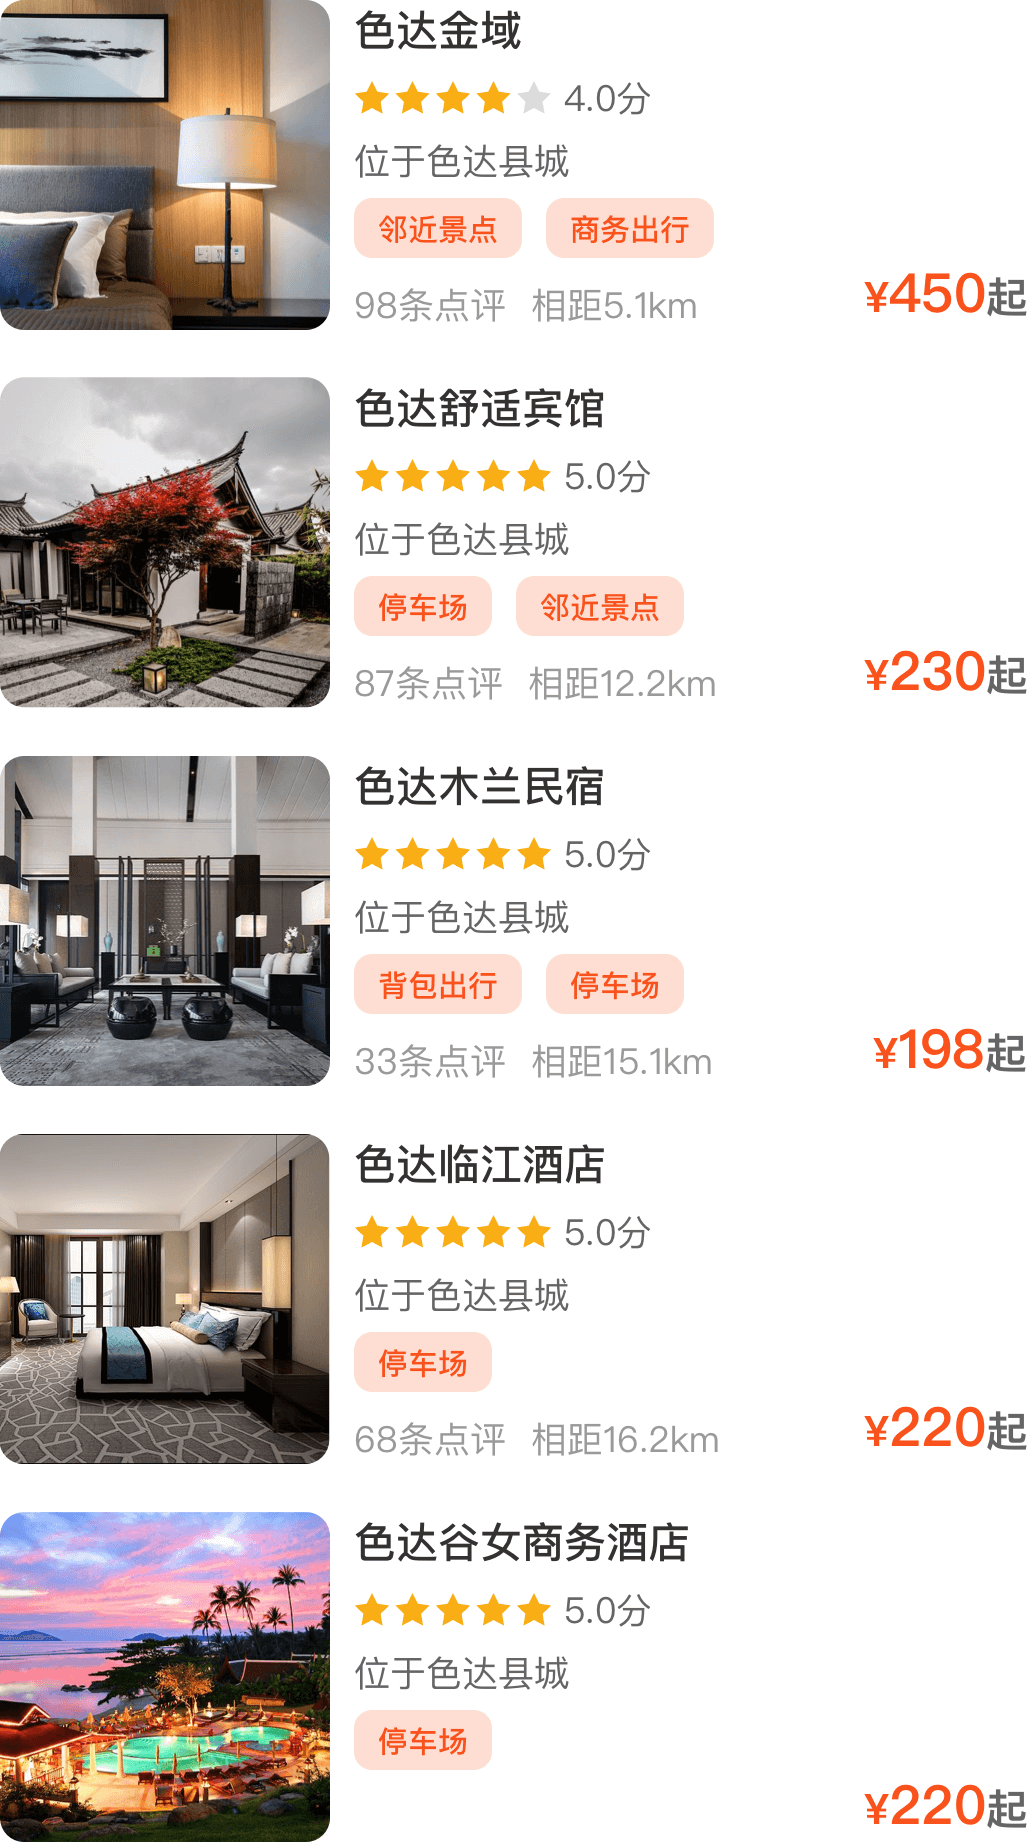 色达金域
4.0分
位于色达县城
邻近景点 商务出行
98条点评 相距5.1km ¥450起
色达舒适宾馆
5.0分
位于色达县城
停车场 邻近景点
87条点评 相距12.2km ¥230起
色达木兰民宿
5.0分
位于色达县城
背包出行 停车场
33条点评 相距15.1km ¥198起
色达临江酒店
5.0分
位于色达县城
停车场
68条点评 相距16.2km ¥220起
色达谷女商务酒店
5.0分
位于色达县城
停车场
¥220起